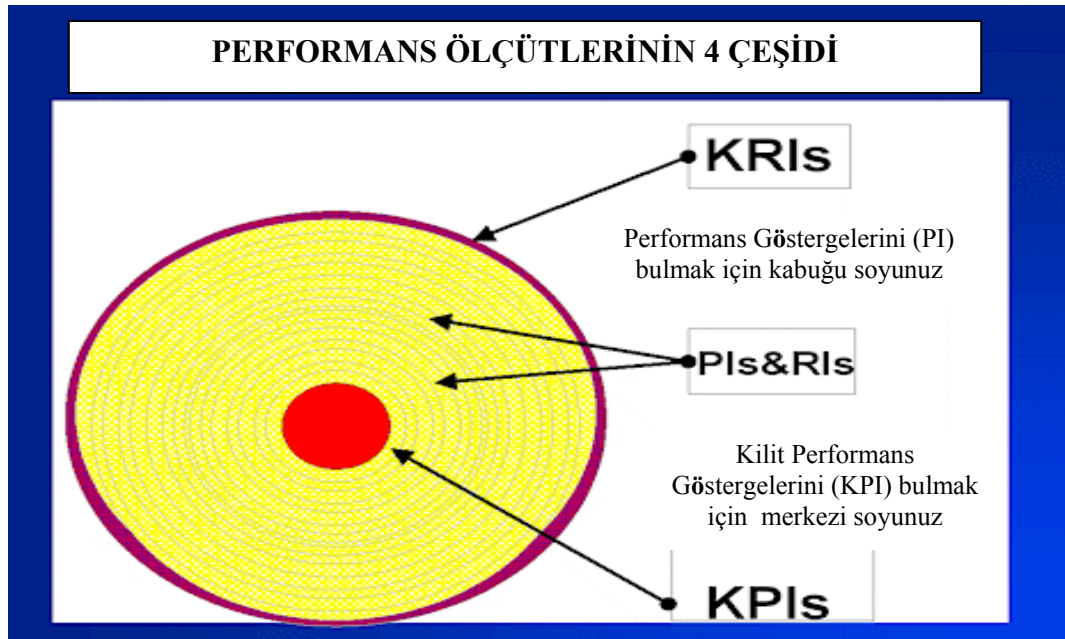 PERFORMANS ÖLÇÜTLERİNİN 4 ÇEŞİDİ
KRIs
Performans Göstergelerini (PI)
bulmak için kabuğu soyunuz
PIs&RIs
Kilit Performans
Göstergelerini (KPI) bulmak
için merkezi soyunuz
KPIs